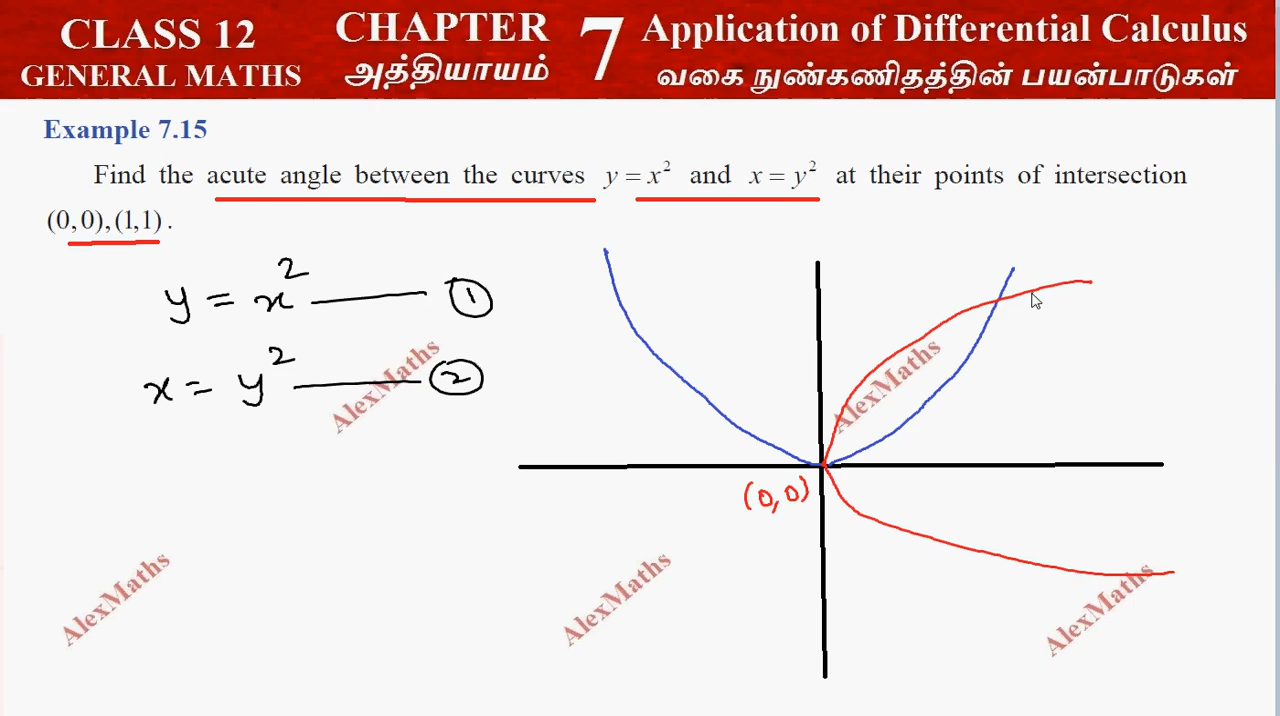 CLASS 12
GENERAL MATHS
CHAPTER
அத்தியாயம்
7
Application of Differential Calculus
வகை நுண்கணிதத்தின் பயன்பாடுகள்
Example 7.15
Find the acute angle between the curves y = x² and x = y² at their points of intersection
(0,0),(1,1).
y = x² ——— ①
x = y² ——— ②
(0,0)
AlexMaths
AlexMaths
AlexMaths
AlexMaths
AlexMaths